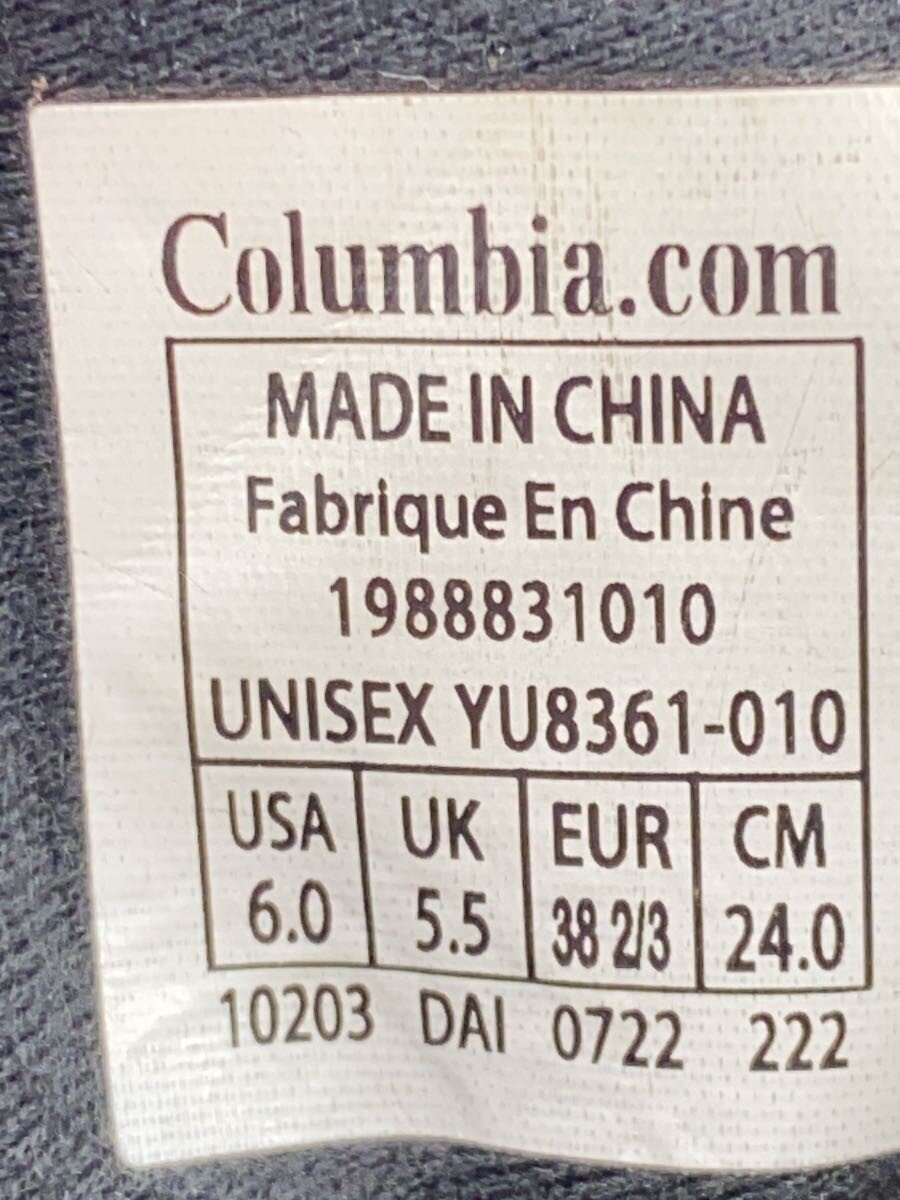 Columbia.com
MADE IN CHINA
Fabrique En Chine
1988831010
UNISEX YU8361-010
USA UK EUR CM
6.0 5.5 38 2/3 24.0
10203 DAI 0722 222